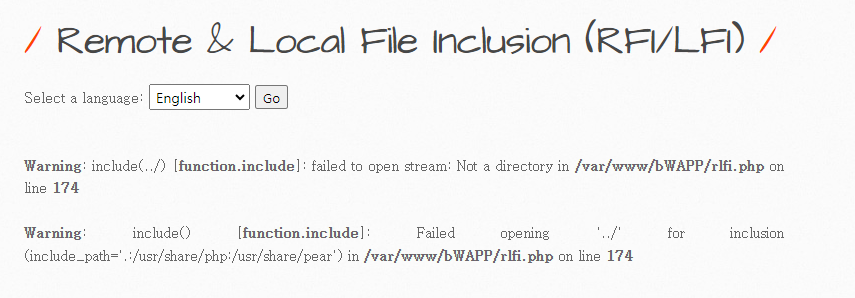 / Remote & Local File Inclusion (RFI/LFI) /
Select a language: English Go
Warning: include(../) [function.include]: failed to open stream: Not a directory in /var/www/bWAPP/rlfi.php on
line 174
Warning: include() [function.include]: Failed opening '../' for inclusion
(include_path='.:/usr/share/php:/usr/share/pear') in /var/www/bWAPP/rlfi.php on line 174